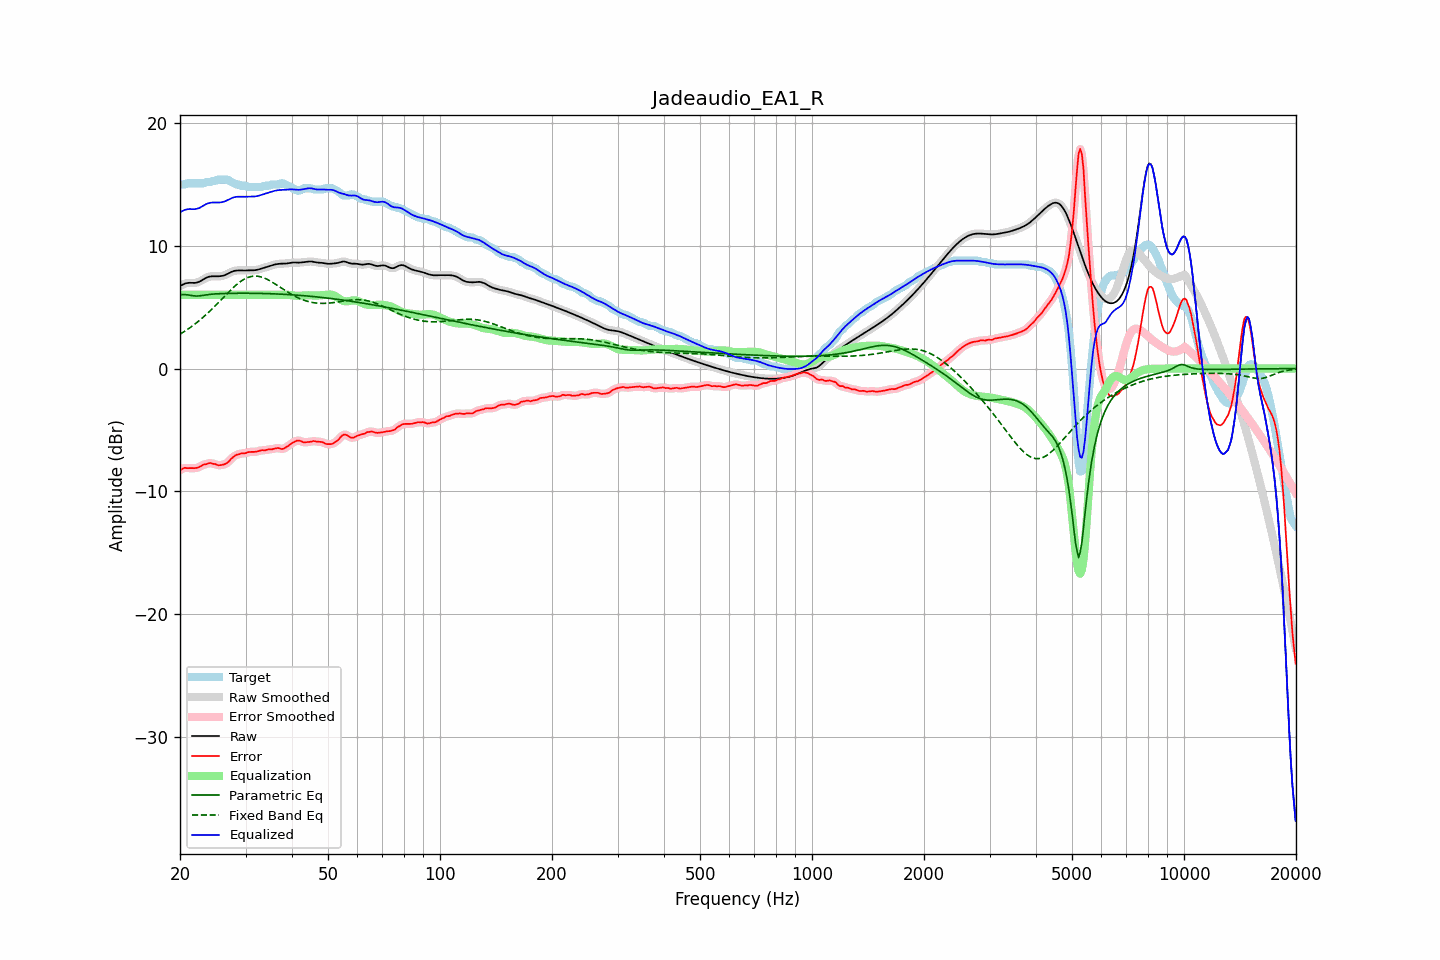 Jadeaudio_EA1_R
20
10
0
−10
−20
−30
Amplitude (dBr)
Target
Raw Smoothed
Error Smoothed
Raw
Error
Equalization
Parametric Eq
Fixed Band Eq
Equalized
20 50 100 200 500 1000 2000 5000 10000 20000
Frequency (Hz)